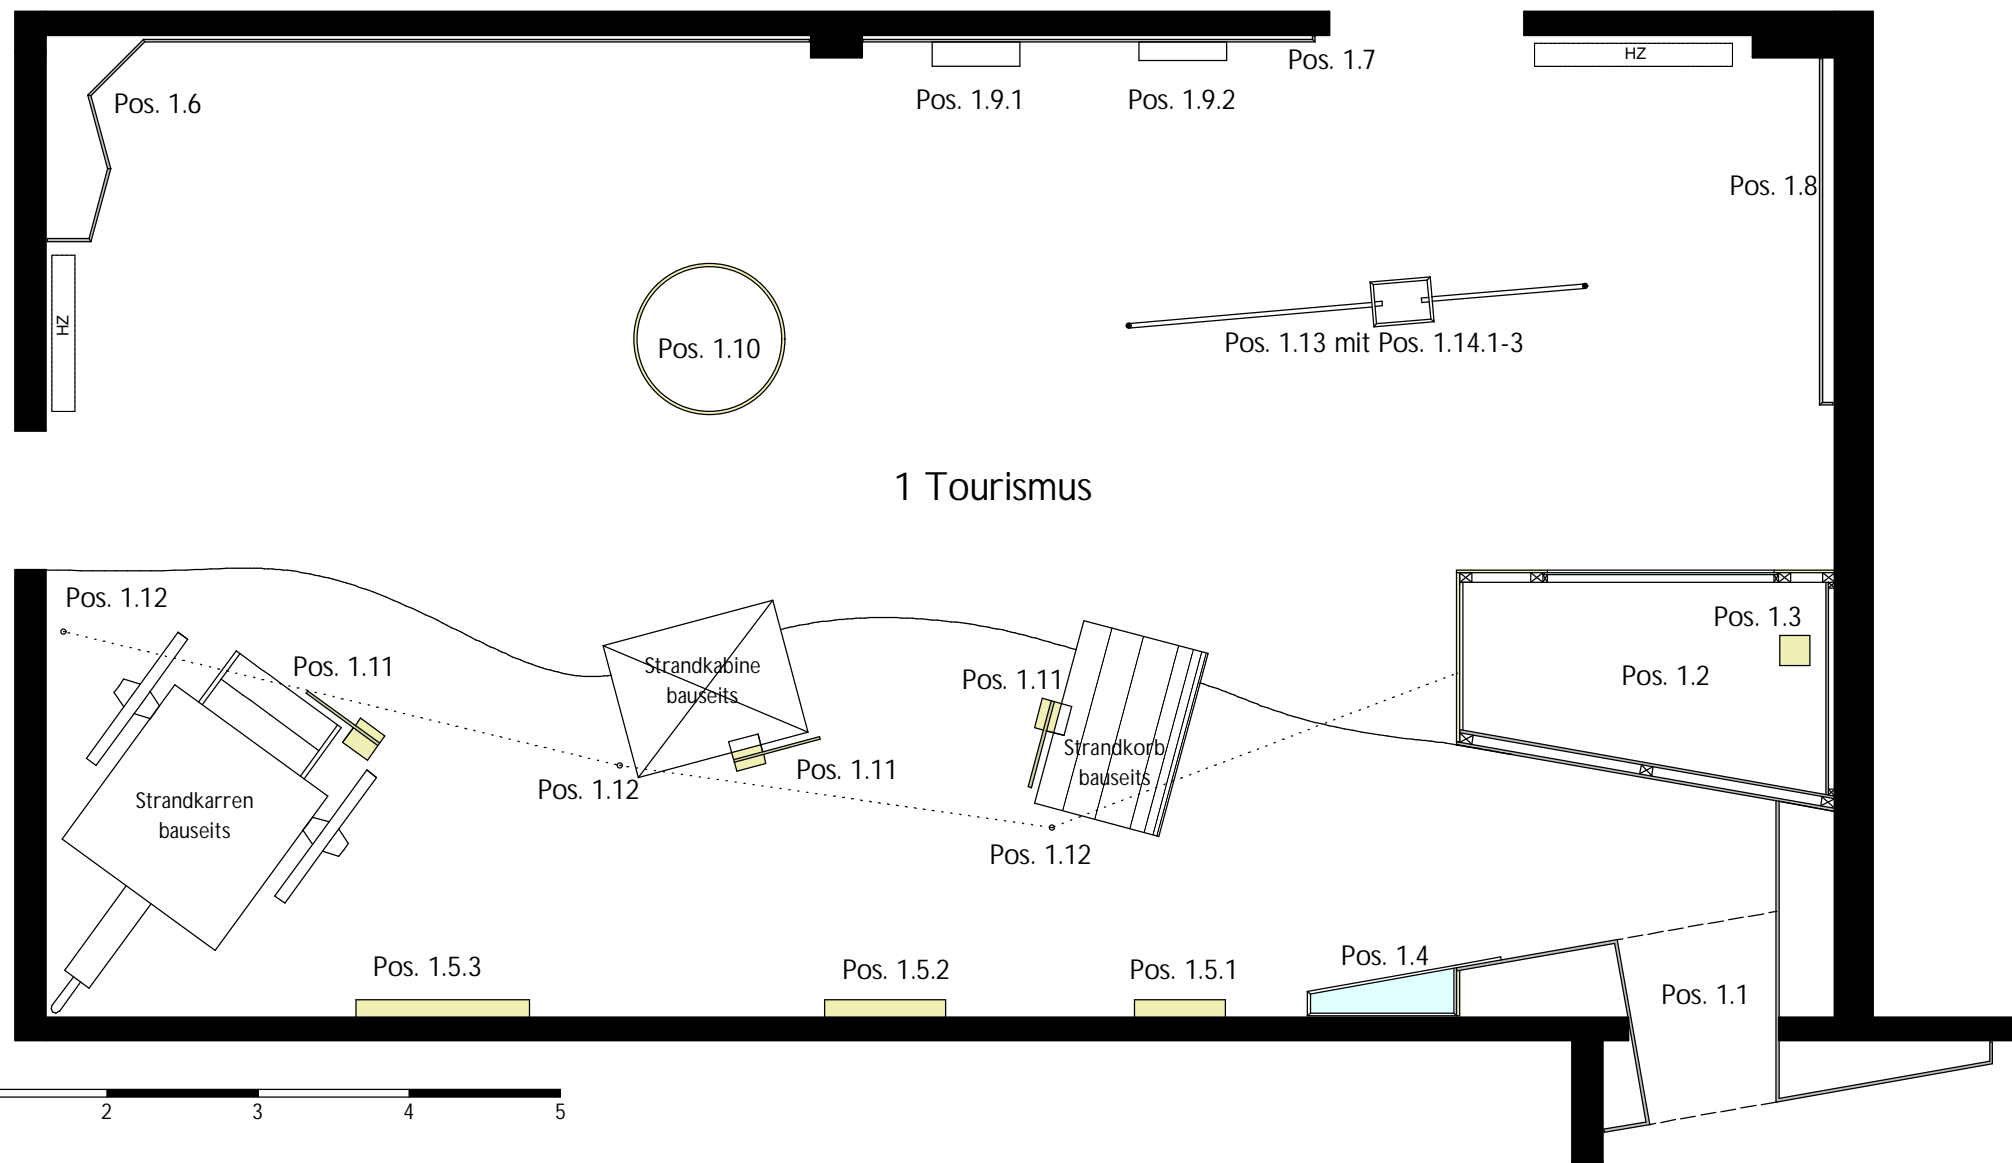 Pos. 1.7
HZ
Pos. 1.6
Pos. 1.9.1
Pos. 1.9.2
Pos. 1.8
HZ
Pos. 1.10
Pos. 1.13 mit Pos. 1.14.1-3
1 Tourismus
Pos. 1.12
Pos. 1.3
Pos. 1.11
Strandkabine
bauseits
Pos. 1.11
Pos. 1.2
Strandkorb
bauseits
Pos. 1.11
Pos. 1.12
Strandkarren
bauseits
Pos. 1.12
Pos. 1.5.3
Pos. 1.5.2
Pos. 1.5.1
Pos. 1.4
Pos. 1.1
2
3
4
5